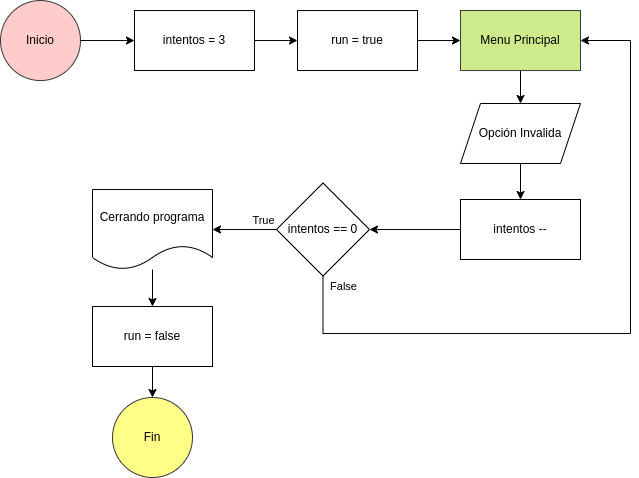 Inicio
intentos = 3
run = true
Menu Principal
Opción Invalida
intentos --
intentos == 0
True
False
Cerrando programa
run = false
Fin